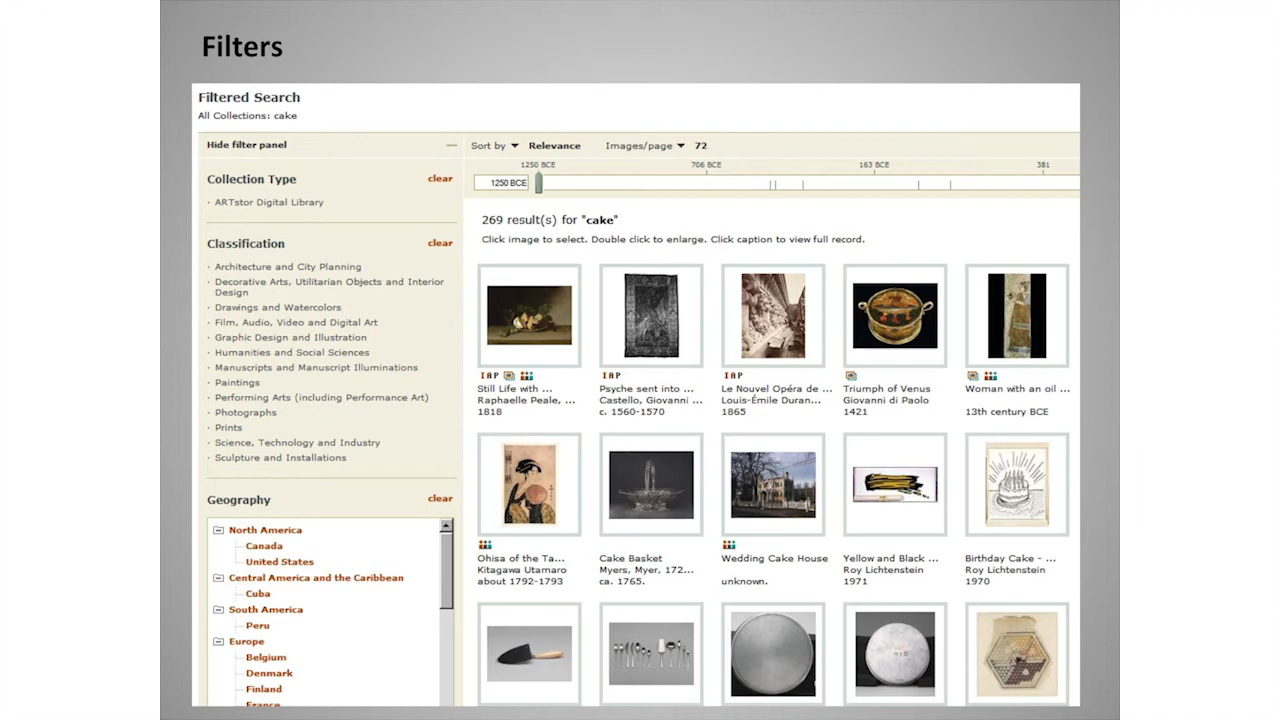 Filters
Filtered Search
All Collections: cake
Hide filter panel
Sort by
Relevance
Images/page
72
1250 BCE
706 BCE
163 BCE
381
1250 BCE
Collection Type
clear
ARTstor Digital Library
Classification
clear
Architecture and City Planning
Decorative Arts, Utilitarian Objects and Interior
Design
Drawings and Watercolors
Film, Audio, Video and Digital Art
Graphic Design and Illustration
Humanities and Social Sciences
Manuscripts and Manuscript Illuminations
Paintings
Performing Arts (including Performance Art)
Photographs
Prints
Science, Technology and Industry
Sculpture and Installations
Geography
clear
North America
Canada
United States
Central America and the Caribbean
Cuba
South America
Peru
Europe
Belgium
Denmark
Finland
France
269 result(s) for "cake"
Click image to select. Double click to enlarge. Click caption to view full record.
IAP
Still Life with ...
Raphaelle Peale, ...
1818
IAP
Psyche sent into ...
Castello, Giovanni ...
c. 1560-1570
IAP
Le Nouvel Opéra de ...
Louis-Émile Duran...
1865
Triumph of Venus
Giovanni di Paolo
1421
Woman with an oil ...
13th century BCE
Ohisa of the Ta...
Kitagawa Utamaro
about 1792-1793
Cake Basket
Myers, Myer, 172...
ca. 1765.
Wedding Cake House
unknown.
Yellow and Black ...
Roy Lichtenstein
1971
Birthday Cake - ...
Roy Lichtenstein
1970